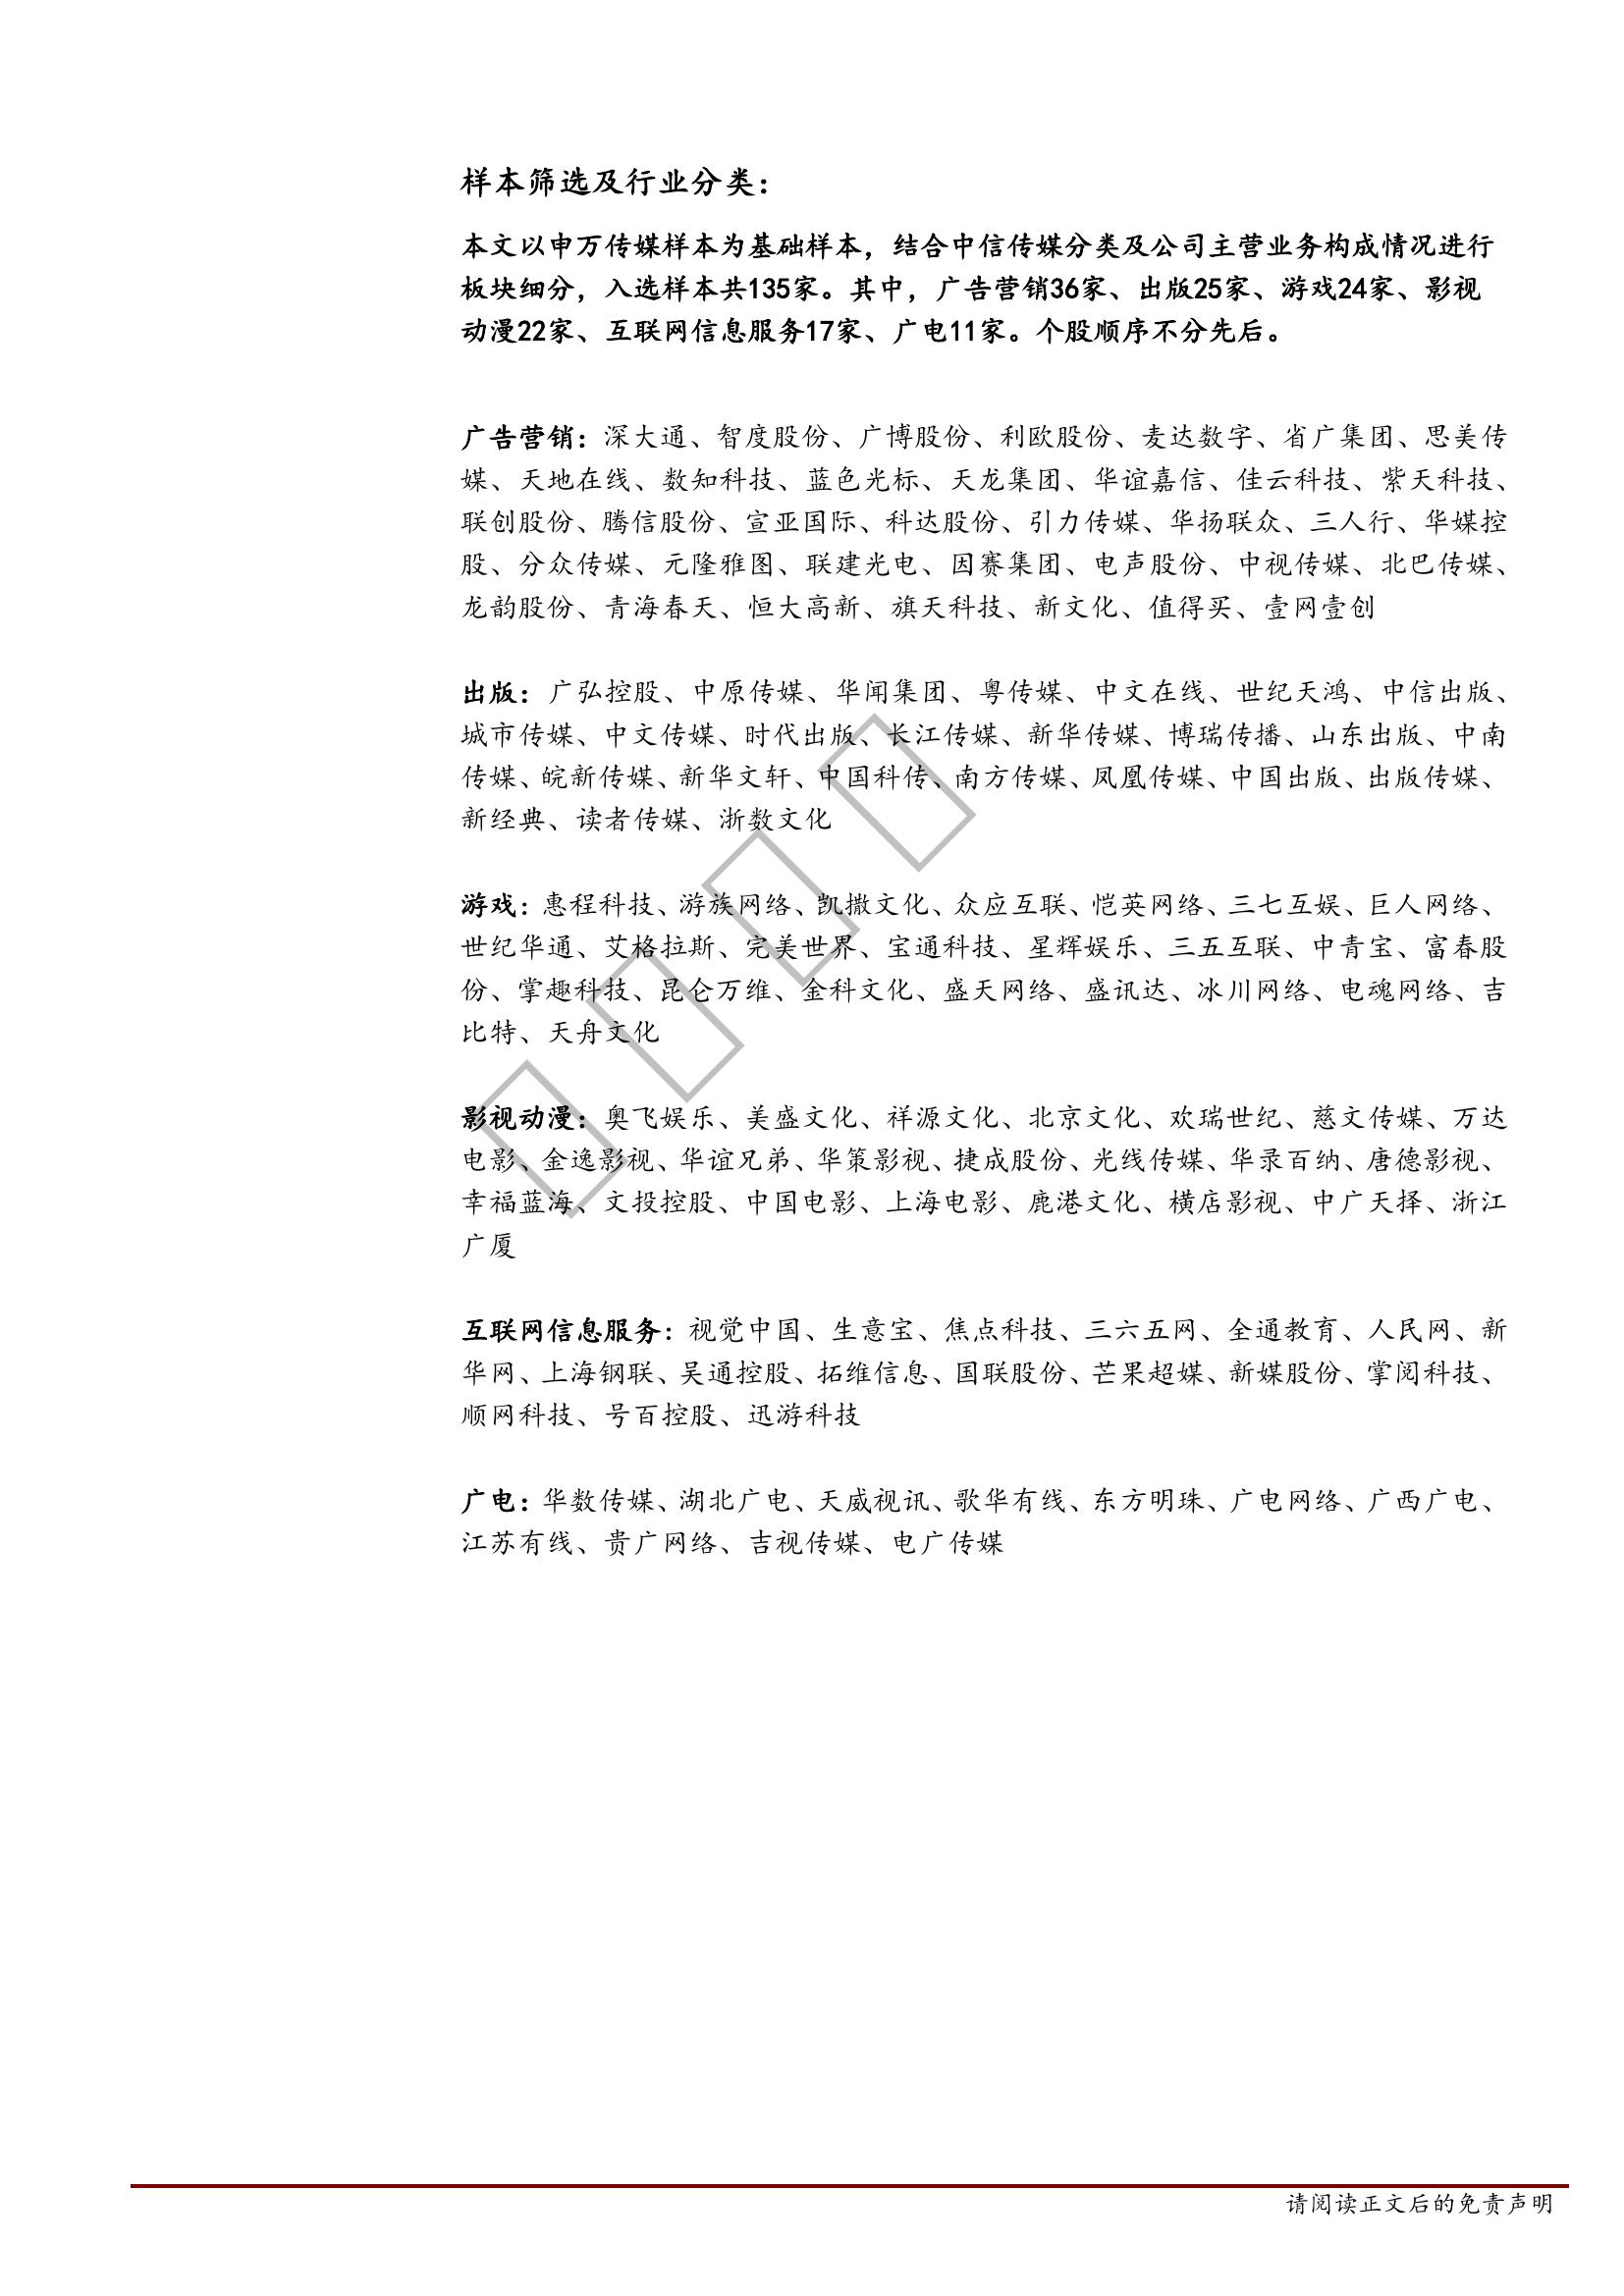 样本筛选及行业分类：
本文以申万传媒样本为基础样本，结合中信传媒分类及公司主营业务构成情况进行
板块细分，入选样本共135家。其中，广告营销36家、出版25家、游戏24家、影视
动漫22家、互联网信息服务17家、广电11家。个股顺序不分先后。
广告营销：深大通、智度股份、广博股份、利欧股份、麦达数字、省广集团、思美传
媒、天地在线、数知科技、蓝色光标、天龙集团、华谊嘉信、佳云科技、紫天科技、
联创股份、腾信股份、宣亚国际、科达股份、引力传媒、华扬联众、三人行、华媒控
股、分众传媒、元隆雅图、联建光电、因赛集团、电声股份、中视传媒、北巴传媒、
龙韵股份、青海春天、恒大高新、旗天科技、新文化、值得买、壹网壹创
出版：广弘控股、中原传媒、华闻集团、粤传媒、中文在线、世纪天鸿、中信出版、
城市传媒、中文传媒、时代出版、长江传媒、新华传媒、博瑞传播、山东出版、中南
传媒、皖新传媒、新华文轩、中国科传、南方传媒、凤凰传媒、中国出版、出版传媒、
新经典、读者传媒、浙数文化
游戏：惠程科技、游族网络、凯撒文化、众应互联、恺英网络、三七互娱、巨人网络、
世纪华通、艾格拉斯、完美世界、宝通科技、星辉娱乐、三五互联、中青宝、富春股
份、掌趣科技、昆仑万维、金科文化、盛天网络、盛讯达、冰川网络、电魂网络、吉
比特、天舟文化
影视动漫：奥飞娱乐、美盛文化、祥源文化、北京文化、欢瑞世纪、慈文传媒、万达
电影、金逸影视、华谊兄弟、华策影视、捷成股份、光线传媒、华录百纳、唐德影视、
幸福蓝海、文投控股、中国电影、上海电影、鹿港文化、横店影视、中广天择、浙江
广厦
互联网信息服务：视觉中国、生意宝、焦点科技、三六五网、全通教育、人民网、新
华网、上海钢联、吴通控股、拓维信息、国联股份、芒果超媒、新媒股份、掌阅科技、
顺网科技、号百控股、迅游科技
广电：华数传媒、湖北广电、天威视讯、歌华有线、东方明珠、广电网络、广西广电、
江苏有线、贵广网络、吉视传媒、电广传媒
请阅读正文后的免责声明